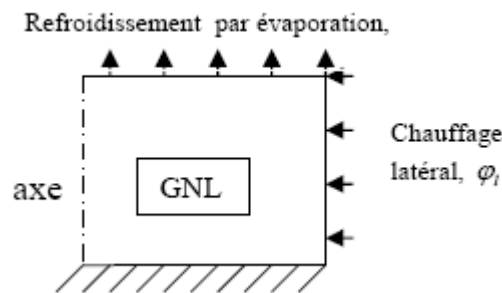 Refroidissement par évaporation,
Chauffage
latéral, φl
axe
GNL